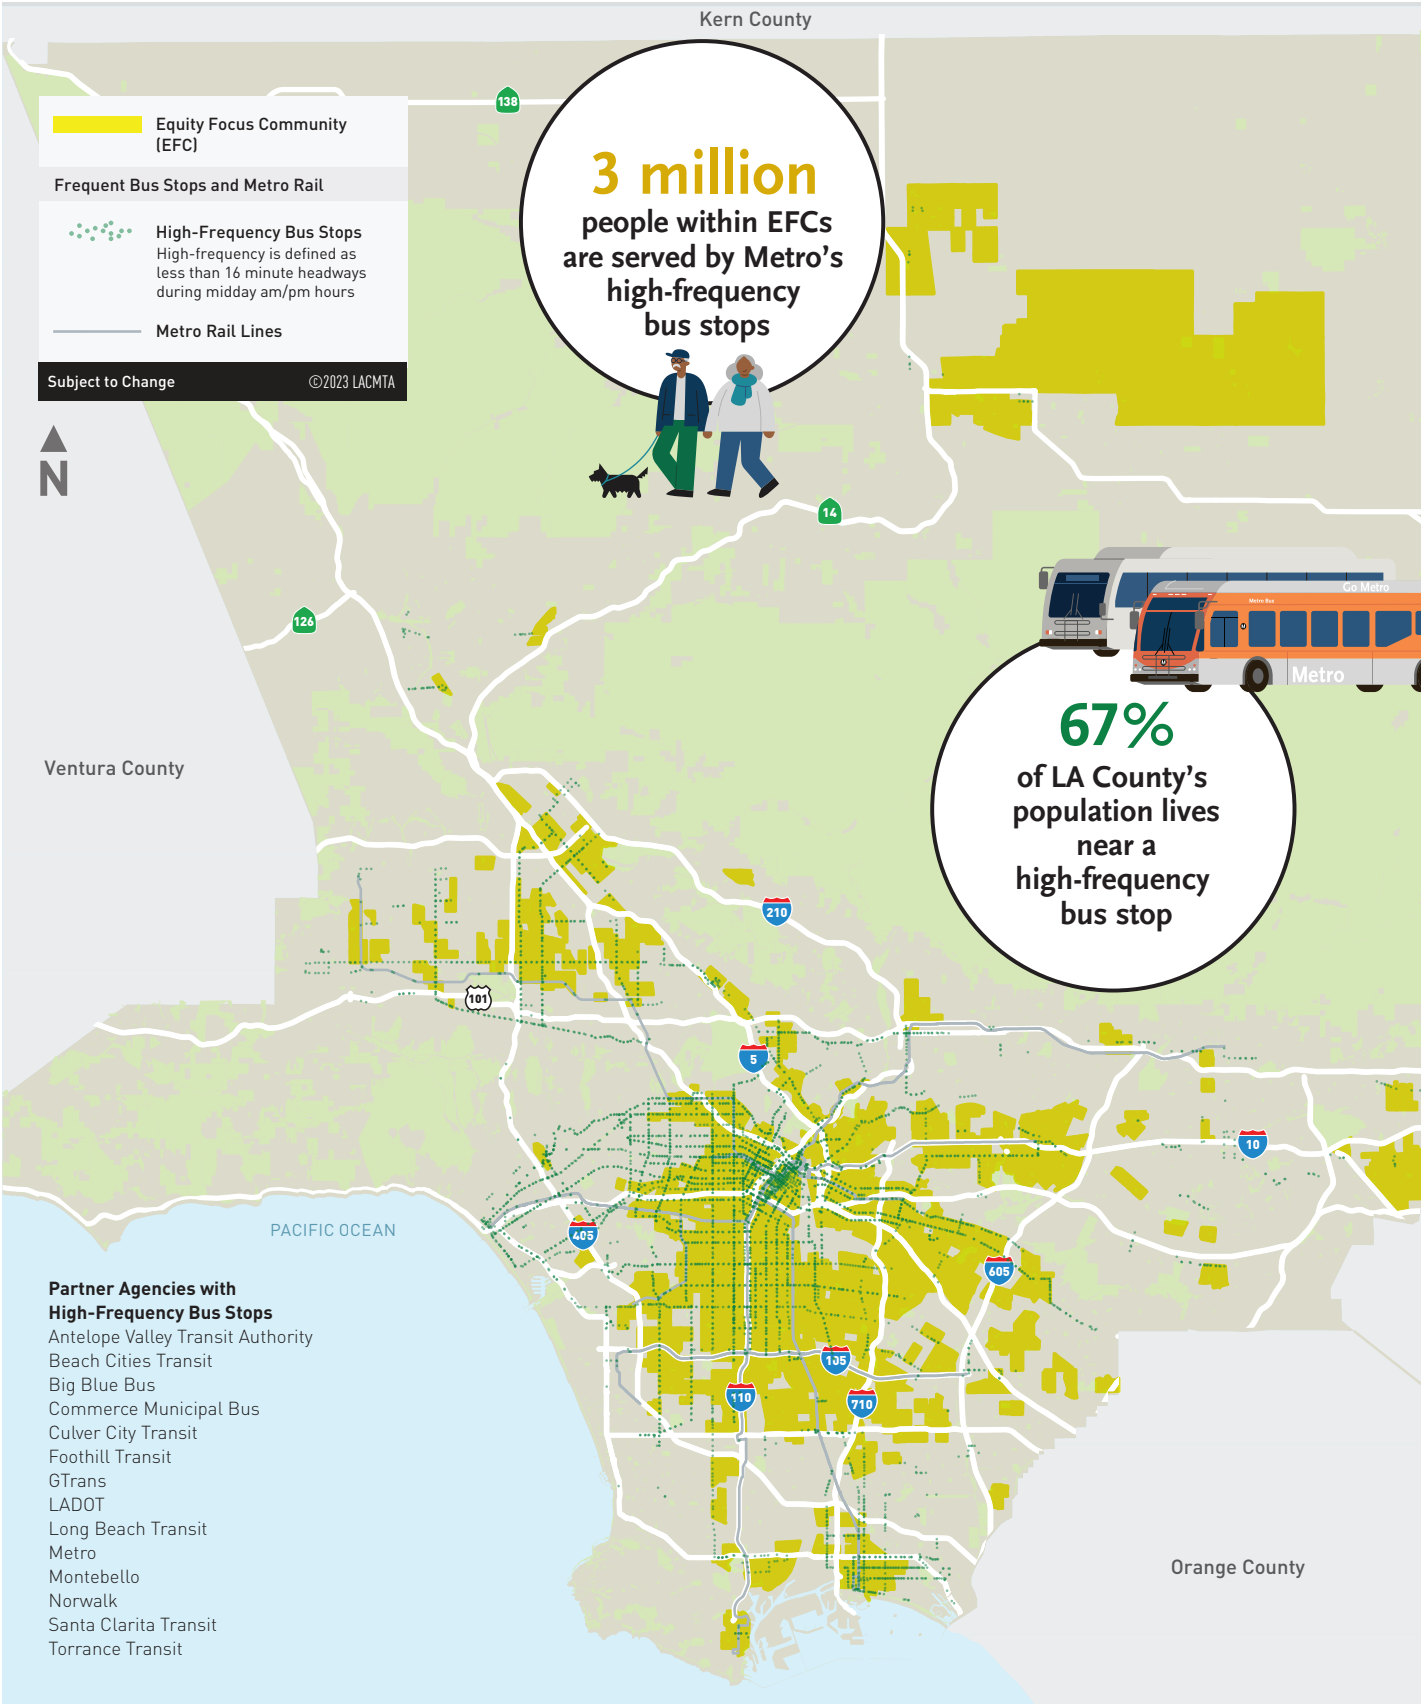 Kern County
138
Equity Focus Community
(EFC)
Frequent Bus Stops and Metro Rail
High-Frequency Bus Stops
High-frequency is defined as
less than 16 minute headways
during midday am/pm hours
Metro Rail Lines
Subject to Change
©2023 LACMTA
N
3 million
people within EFCs
are served by Metro's
high-frequency
bus stops
14
126
Go Metro
Metro Bus
Metro
67%
of LA County's
population lives
near a
high-frequency
bus stop
Ventura County
210
101
5
10
PACIFIC OCEAN
405
605
105
110
710
Partner Agencies with
High-Frequency Bus Stops
Antelope Valley Transit Authority
Beach Cities Transit
Big Blue Bus
Commerce Municipal Bus
Culver City Transit
Foothill Transit
GTrans
LADOT
Long Beach Transit
Metro
Montebello
Norwalk
Santa Clarita Transit
Torrance Transit
Orange County